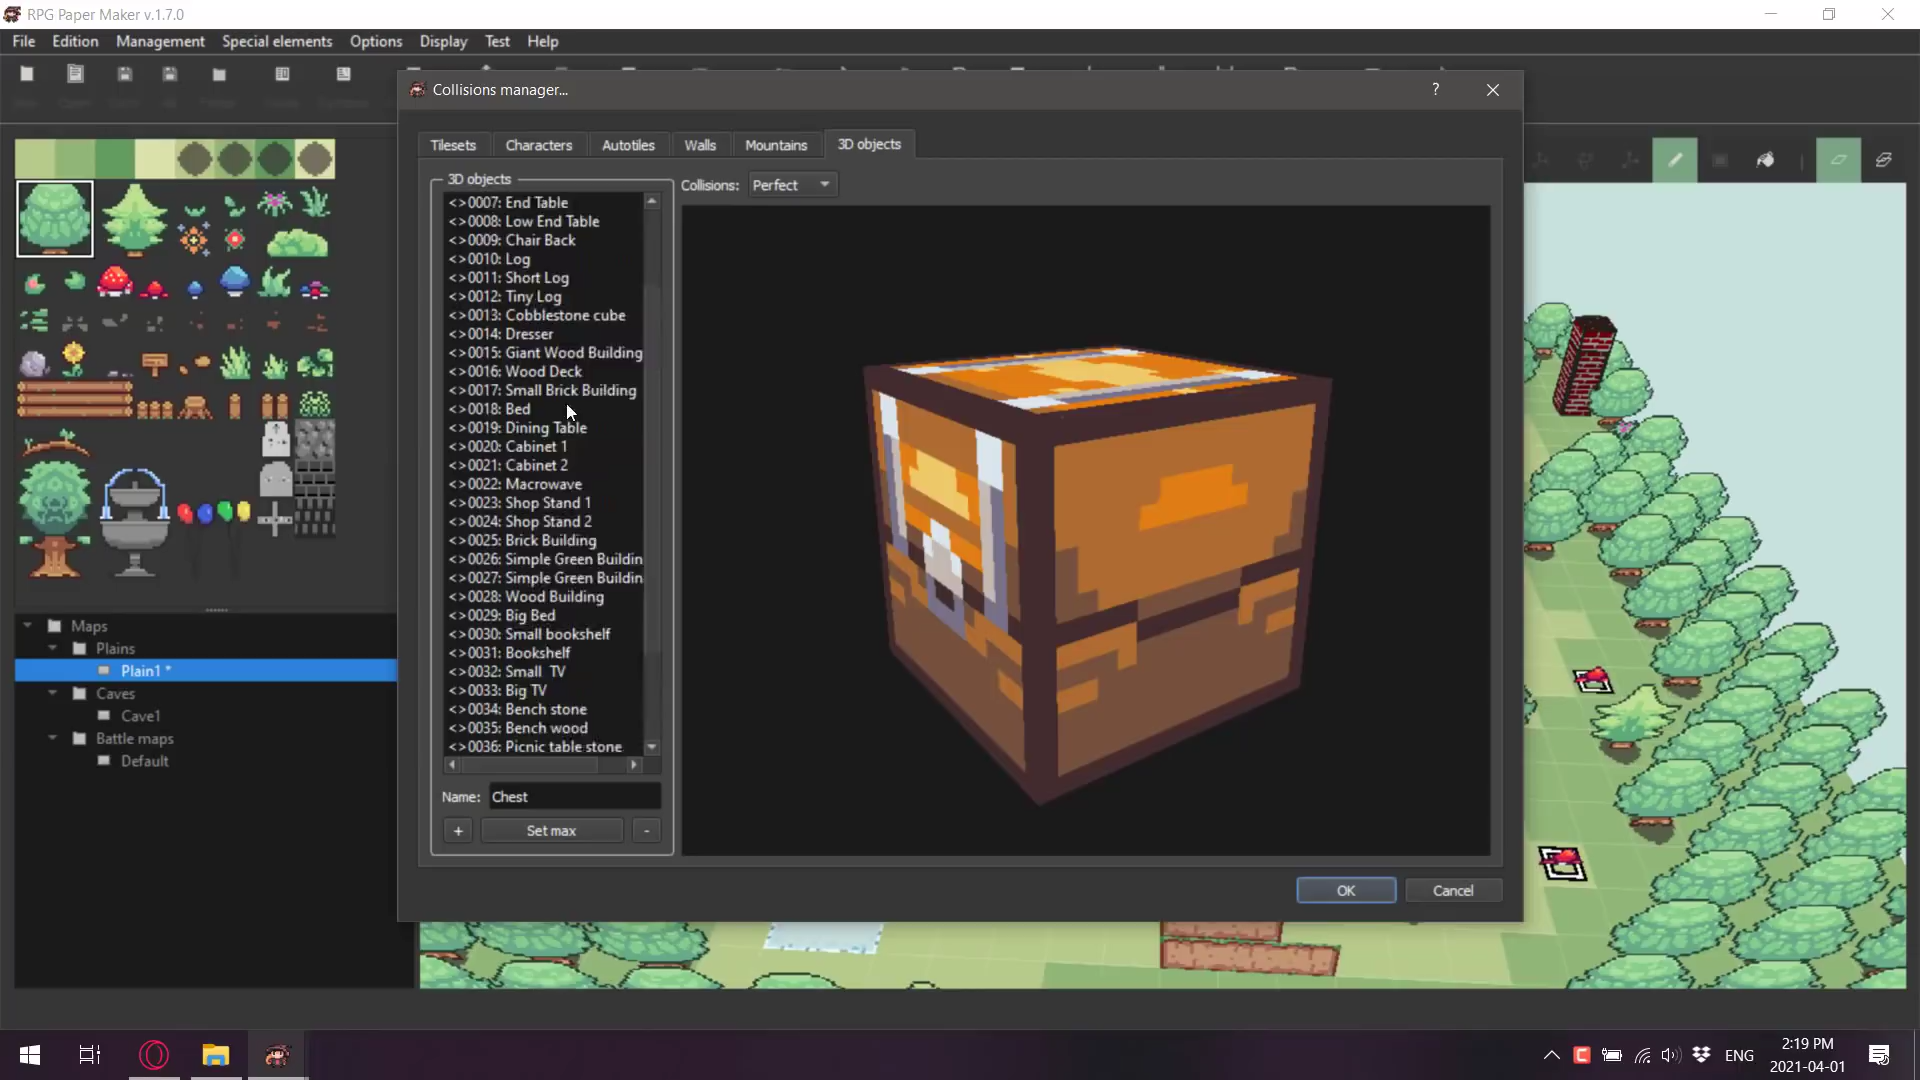 RPG Paper Maker v.1.7.0
File Edition Management Special elements Options Display Test Help
Collisions manager...
?
Tilesets Characters Autotiles Walls Mountains 3D objects
3D objects
Collisions: Perfect
<>0007: End Table
<>0008: Low End Table
<>0009: Chair Back
<>0010: Log
<>0011: Short Log
<>0012: Tiny Log
<>0013: Cobblestone cube
<>0014: Dresser
<>0015: Giant Wood Building
<>0016: Wood Deck
<>0017: Small Brick Building
<>0018: Bed
<>0019: Dining Table
<>0020: Cabinet 1
<>0021: Cabinet 2
<>0022: Macrowave
<>0023: Shop Stand 1
<>0024: Shop Stand 2
<>0025: Brick Building
<>0026: Simple Green Buildin
<>0027: Simple Green Buildin
<>0028: Wood Building
<>0029: Big Bed
<>0030: Small bookshelf
<>0031: Bookshelf
<>0032: Small  TV
<>0033: Big TV
<>0034: Bench stone
<>0035: Bench wood
<>0036: Picnic table stone
Name: Chest
+ Set max -
OK Cancel
Maps
Plains
Plain1 *
Caves
Cave1
Battle maps
Default
ENG
2:19 PM
2021-04-01